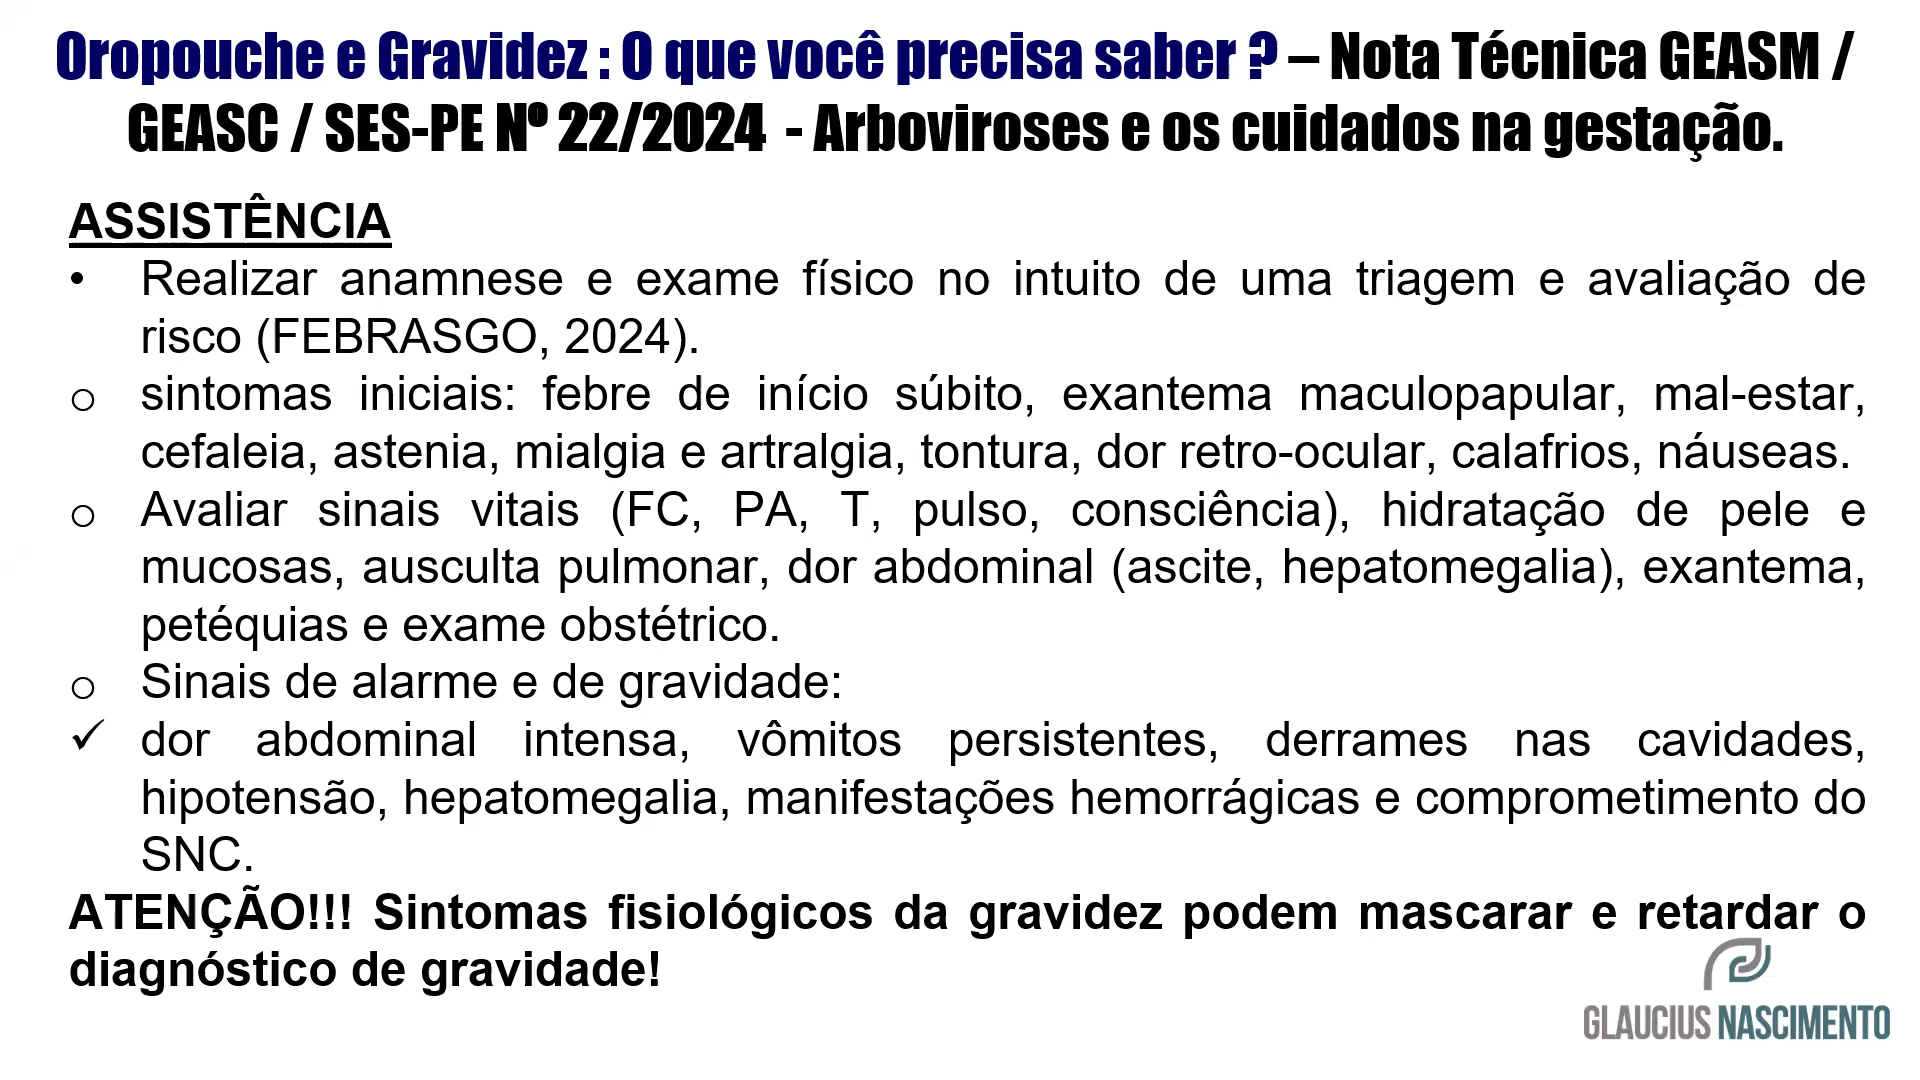 Oropouche e Gravidez : O que você precisa saber ? – Nota Técnica GEASM /
GEASC / SES-PE Nº 22/2024 - Arboviroses e os cuidados na gestação.
ASSISTÊNCIA
• Realizar anamnese e exame físico no intuito de uma triagem e avaliação de
risco (FEBRASGO, 2024).
o sintomas iniciais: febre de início súbito, exantema maculopapular, mal-estar,
cefaleia, astenia, mialgia e artralgia, tontura, dor retro-ocular, calafrios, náuseas.
o Avaliar sinais vitais (FC, PA, T, pulso, consciência), hidratação de pele e
mucosas, ausculta pulmonar, dor abdominal (ascite, hepatomegalia), exantema,
petéquias e exame obstétrico.
o Sinais de alarme e de gravidade:
✓ dor abdominal intensa, vômitos persistentes, derrames nas cavidades,
hipotensão, hepatomegalia, manifestações hemorrágicas e comprometimento do
SNC.
ATENÇÃO!!! Sintomas fisiológicos da gravidez podem mascarar e retardar o
diagnóstico de gravidade!
GLAUCIUS NASCIMENTO